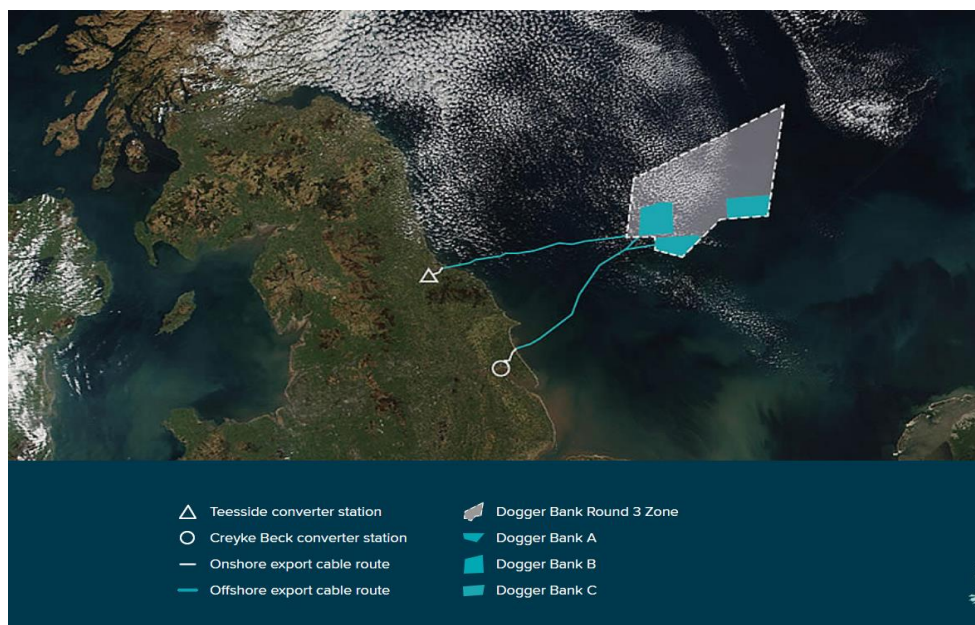 Teesside converter station
Creyke Beck converter station
Onshore export cable route
Offshore export cable route
Dogger Bank Round 3 Zone
Dogger Bank A
Dogger Bank B
Dogger Bank C